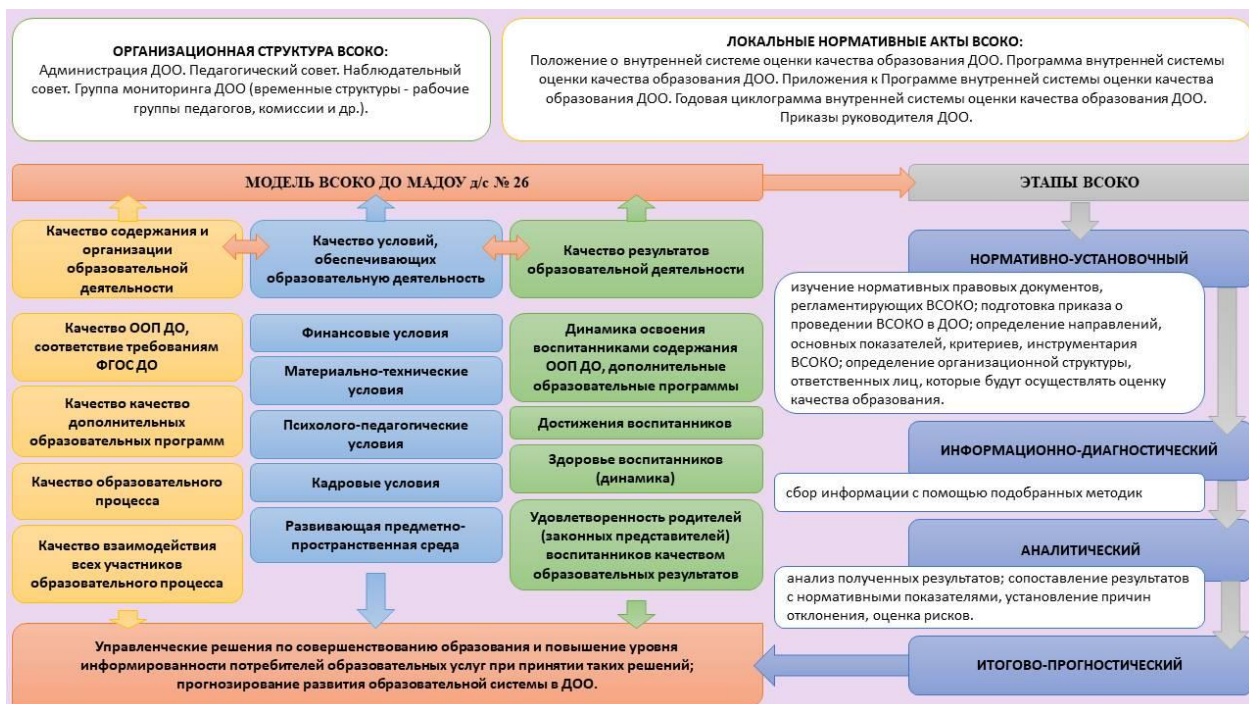 ОРГАНИЗАЦИОННАЯ СТРУКТУРА ВСОКО:
Администрация ДОО. Педагогический совет. Наблюдательный
совет. Группа мониторинга ДОО (временные структуры - рабочие
группы педагогов, комиссии и др.).
ЛОКАЛЬНЫЕ НОРМАТИВНЫЕ АКТЫ ВСОКО:
Положение о внутренней системе оценки качества образования ДОО. Программа внутренней системы
оценки качества образования ДОО. Приложения к Программе внутренней системы оценки качества
образования ДОО. Годовая циклограмма внутренней системы оценки качества образования ДОО.
Приказы руководителя ДОО.
МОДЕЛЬ ВСОКО ДО МАДОУ д/с № 26
Качество содержания и
организации
образовательной
деятельности
Качество ООП ДО,
соответствие требованиям
ФГОС ДО
Качество качество
дополнительных
образовательных программ
Качество образовательного
процесса
Качество взаимодействия
всех участников
образовательного процесса
Качество условий,
обеспечивающих
образовательную деятельность
Финансовые условия
Материально-технические
условия
Психолого-педагогические
условия
Кадровые условия
Развивающая предметно-
пространственная среда
Качество результатов
образовательной деятельности
Динамика освоения
воспитанниками содержания
ООП ДО, дополнительные
образовательные программы
Достижения воспитанников
Здоровье воспитанников
(динамика)
Удовлетворенность родителей
(законных представителей)
воспитанников качеством
образовательных результатов
Управленческие решения по совершенствованию образования и повышение уровня
информированности потребителей образовательных услуг при принятии таких решений;
прогнозирование развития образовательной системы в ДОО.
ЭТАПЫ ВСОКО
НОРМАТИВНО-УСТАНОВОЧНЫЙ
изучение нормативных правовых документов,
регламентирующих ВСОКО; подготовка приказа о
проведении ВСОКО в ДОО; определение направлений,
основных показателей, критериев, инструментария
ВСОКО; определение организационной структуры,
ответственных лиц, которые будут осуществлять оценку
качества образования.
ИНФОРМАЦИОННО-ДИАГНОСТИЧЕСКИЙ
сбор информации с помощью подобранных методик
АНАЛИТИЧЕСКИЙ
анализ полученных результатов; сопоставление результатов
с нормативными показателями, установление причин
отклонения, оценка рисков.
ИТОГОВО-ПРОГНОСТИЧЕСКИЙ